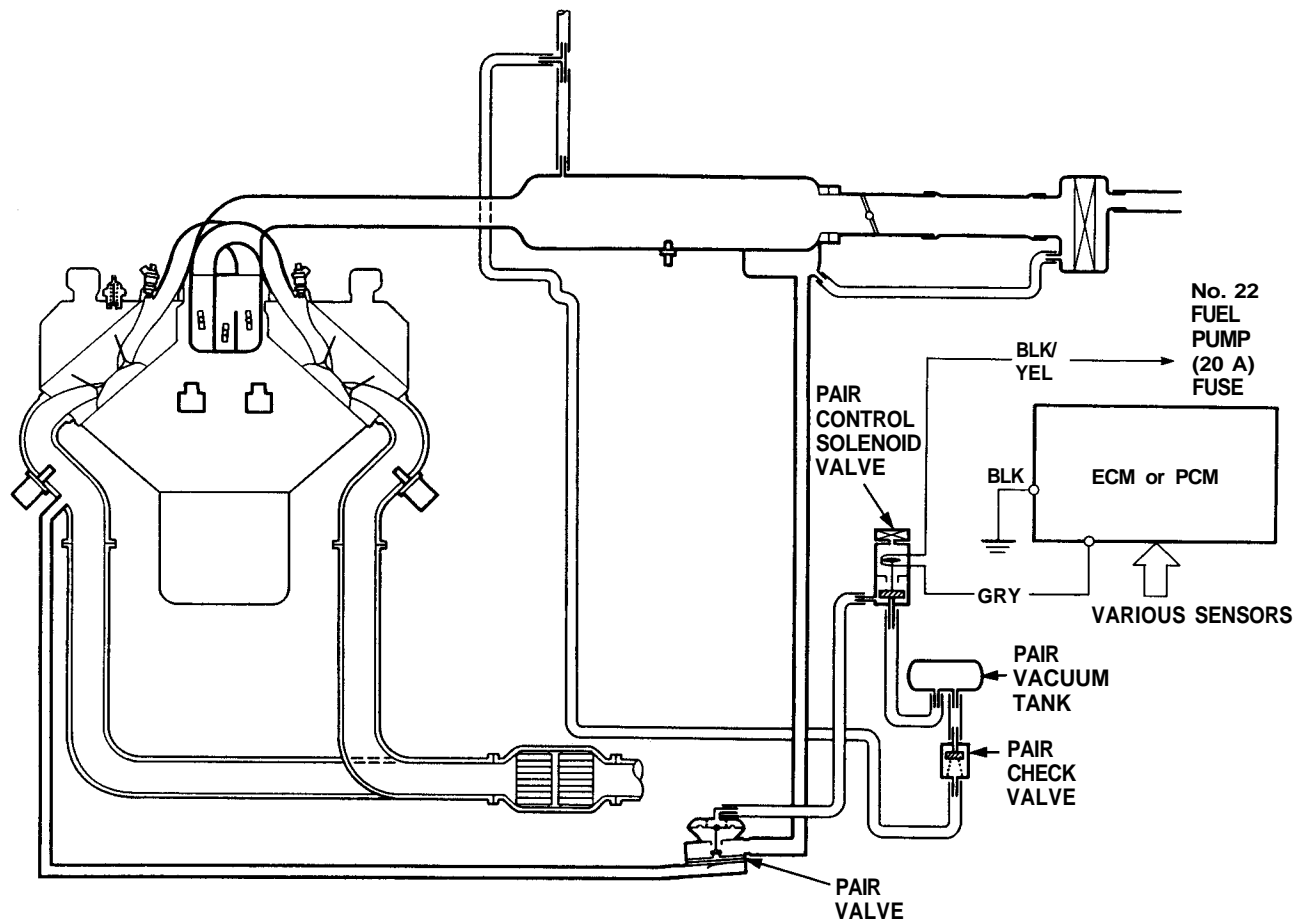 No. 22
FUEL
PUMP
(20 A)
FUSE
BLK/
YEL
PAIR
CONTROL
SOLENOID
VALVE
BLK
ECM or PCM
GRY
VARIOUS SENSORS
PAIR
VACUUM
TANK
PAIR
CHECK
VALVE
PAIR
VALVE